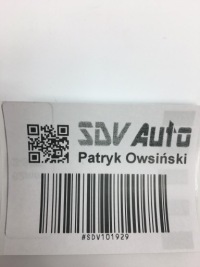 SDV Auto
Patryk Owsiński
#SDV101929